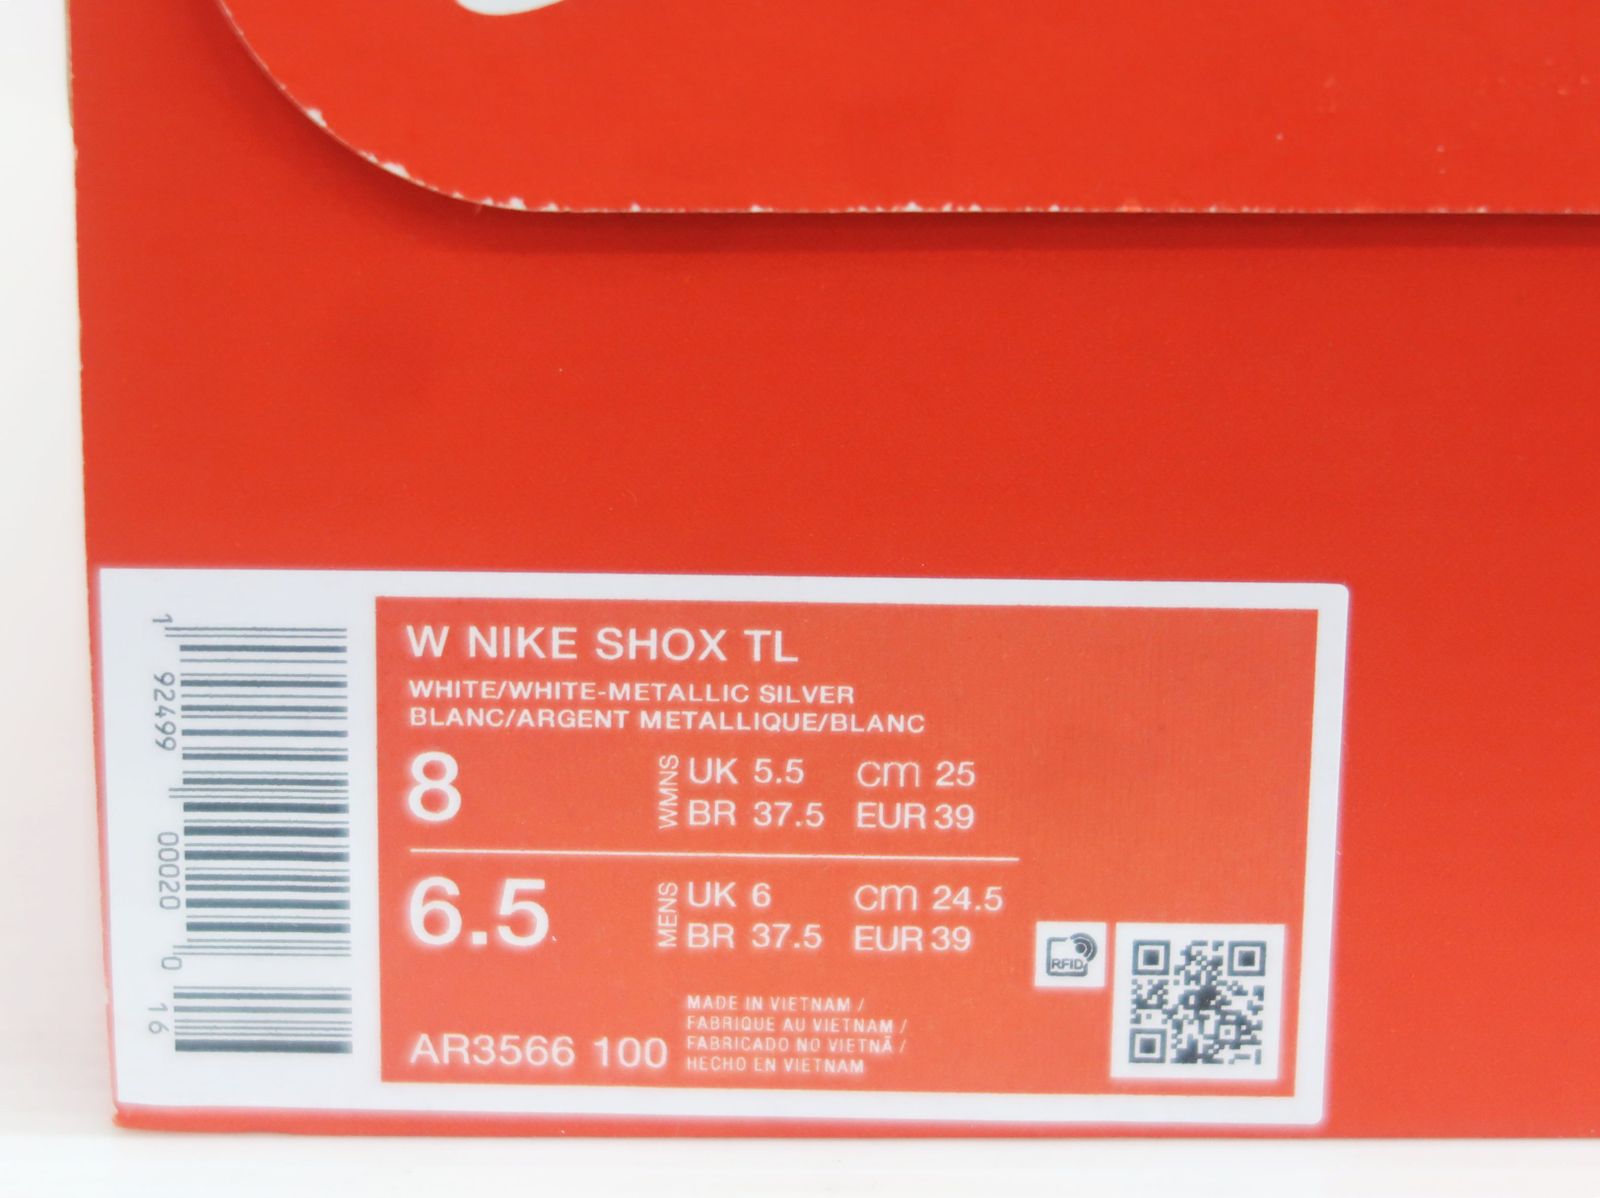 W NIKE SHOX TL
WHITE/WHITE-METALLIC SILVER
BLANC/ARGENT METALLIQUE/BLANC
8 WMNS UK 5.5 cm 25
BR 37.5 EUR 39
6.5 MENS UK 6 cm 24.5
BR 37.5 EUR 39
AR3566 100
MADE IN VIETNAM /
FABRIQUE AU VIETNAM /
FABRICADO NO VIETNÃ /
HECHO EN VIETNAM
RFID
1 92499 00020 0 16